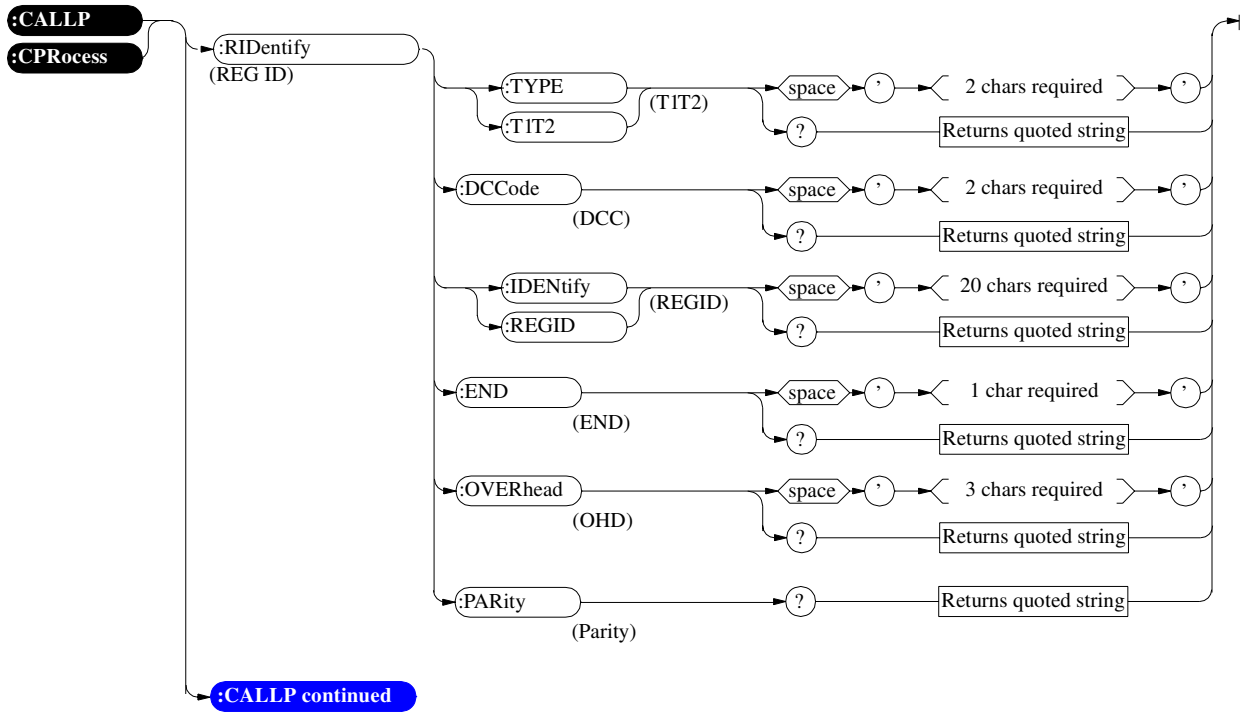 :CALLP
:CPRocess
:RIDentify
(REG ID)
:TYPE
:T1T2
(T1T2)
space ’ 2 chars required ’
? Returns quoted string
:DCCode
(DCC)
space ’ 2 chars required ’
? Returns quoted string
:IDENtify
:REGID
(REGID)
space ’ 20 chars required ’
? Returns quoted string
:END
(END)
space ’ 1 char required ’
? Returns quoted string
:OVERhead
(OHD)
space ’ 3 chars required ’
? Returns quoted string
:PARity
(Parity)
? Returns quoted string
:CALLP continued